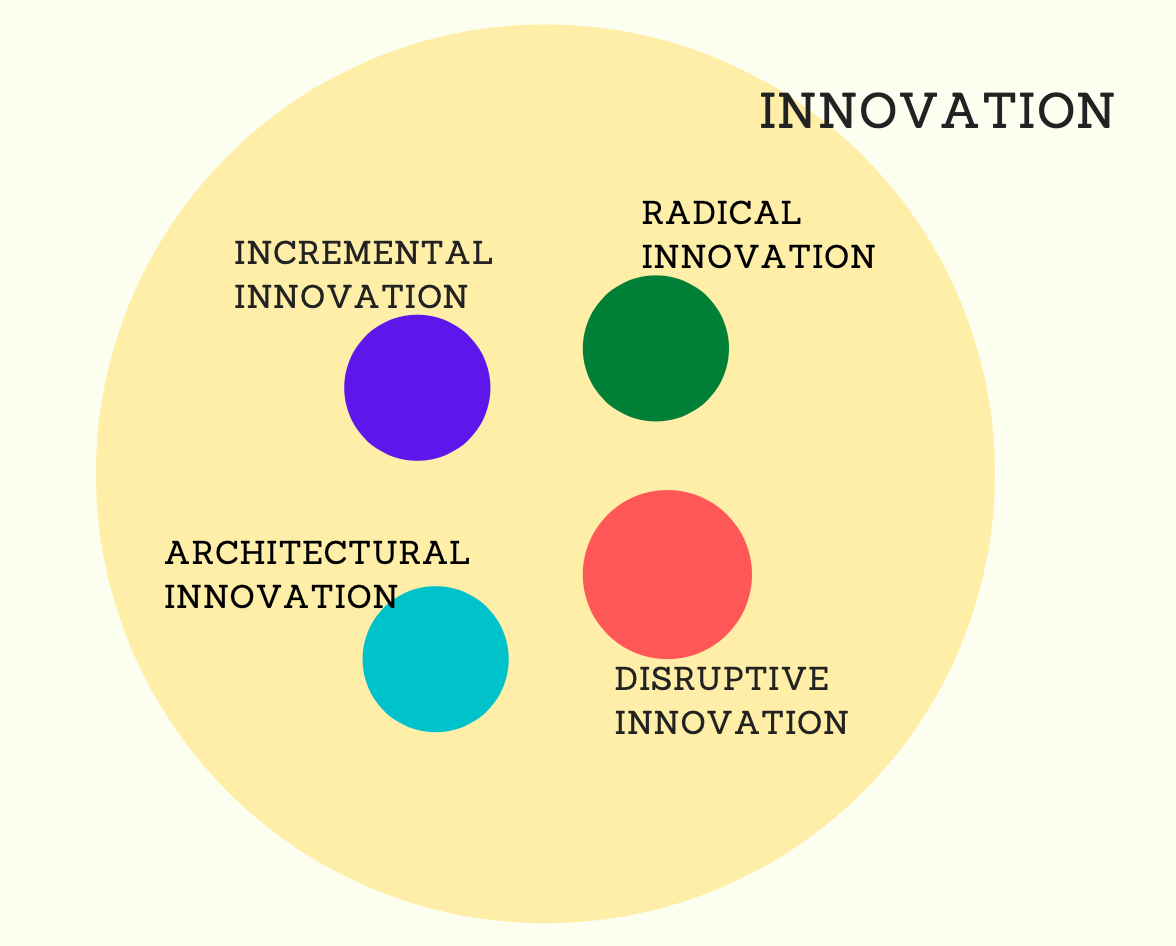 INNOVATION
RADICAL
INNOVATION
INCREMENTAL
INNOVATION
ARCHITECTURAL
INNOVATION
DISRUPTIVE
INNOVATION